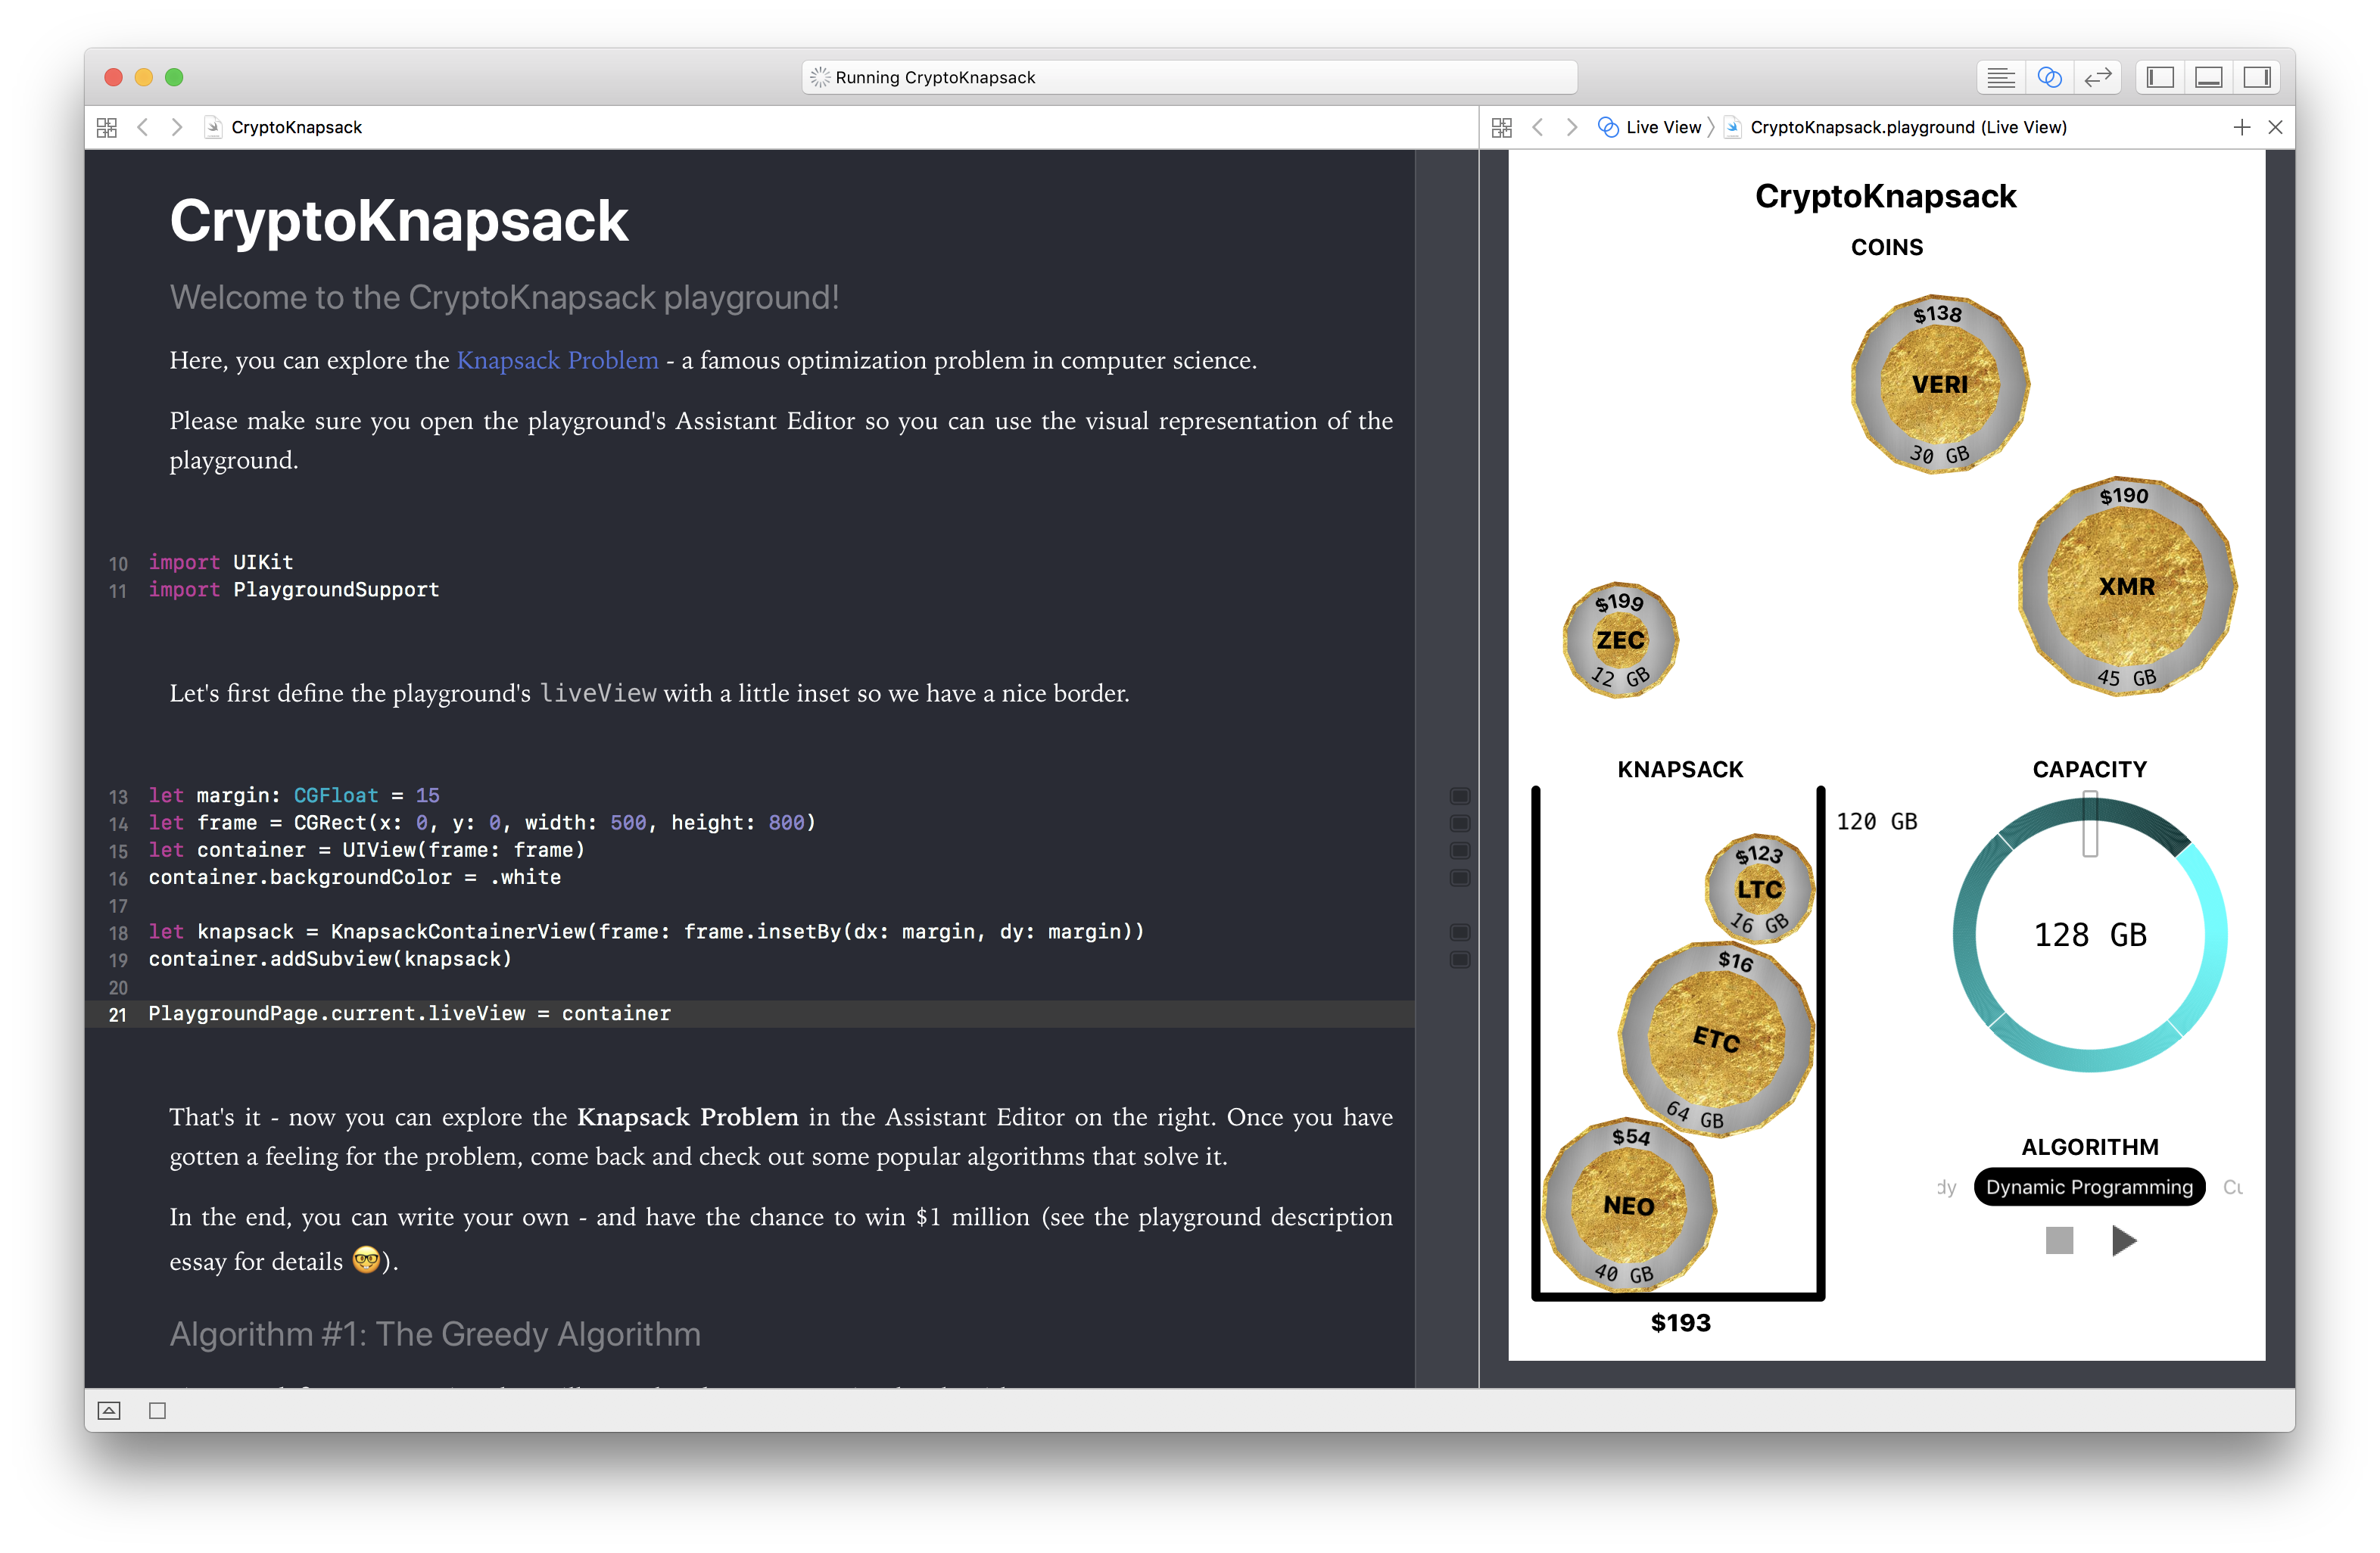 Running CryptoKnapsack
CryptoKnapsack
Live View
CryptoKnapsack.playground (Live View)
CryptoKnapsack
Welcome to the CryptoKnapsack playground!
Here, you can explore the Knapsack Problem - a famous optimization problem in computer science.
Please make sure you open the playground's Assistant Editor so you can use the visual representation of the
playground.
10 import UIKit
11 import PlaygroundSupport
Let's first define the playground's liveView with a little inset so we have a nice border.
13 let margin: CGFloat = 15
14 let frame = CGRect(x: 0, y: 0, width: 500, height: 800)
15 let container = UIView(frame: frame)
16 container.backgroundColor = .white
17
18 let knapsack = KnapsackContainerView(frame: frame.insetBy(dx: margin, dy: margin))
19 container.addSubview(knapsack)
20
21 PlaygroundPage.current.liveView = container
That's it - now you can explore the Knapsack Problem in the Assistant Editor on the right. Once you have
gotten a feeling for the problem, come back and check out some popular algorithms that solve it.
In the end, you can write your own - and have the chance to win $1 million (see the playground description
essay for details 🤓).
Algorithm #1: The Greedy Algorithm
CryptoKnapsack
COINS
$138
VERI
30 GB
$190
XMR
45 GB
$199
ZEC
12 GB
KNAPSACK
120 GB
$123
LTC
16 GB
$16
ETC
64 GB
$54
NEO
40 GB
$193
CAPACITY
128 GB
ALGORITHM
dy Dynamic Programming Cu